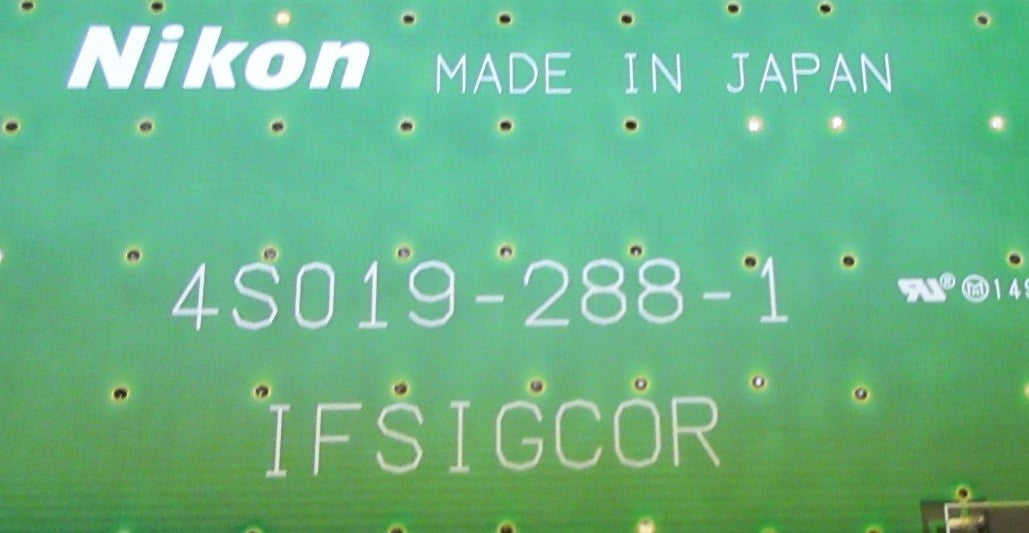 Nikon MADE IN JAPAN
4S019-288-1
IFSIGCOR